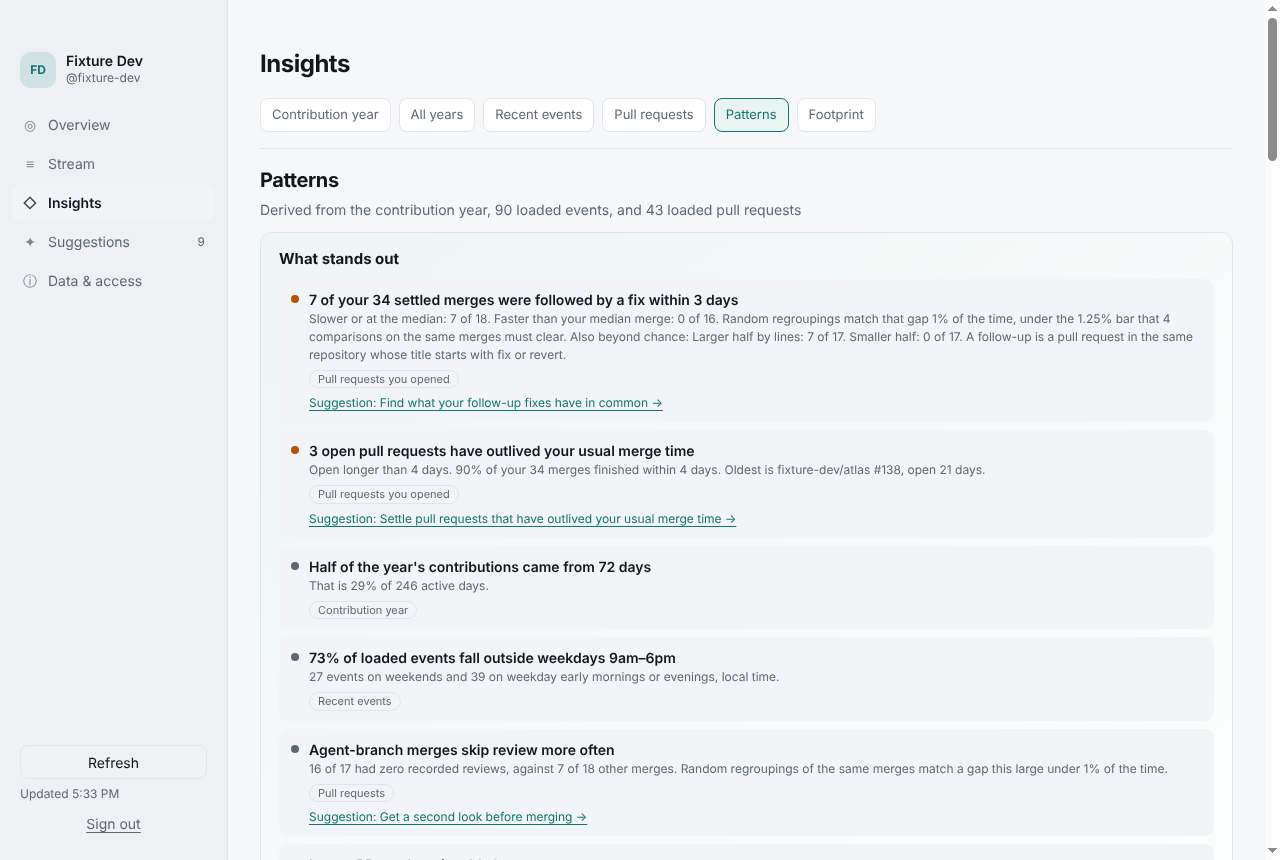 FD
Fixture Dev
@fixture-dev
Overview
Stream
Insights
Suggestions 9
Data & access
Refresh
Updated 5:33 PM
Sign out
Insights
Contribution year
All years
Recent events
Pull requests
Patterns
Footprint
Patterns
Derived from the contribution year, 90 loaded events, and 43 loaded pull requests
What stands out
7 of your 34 settled merges were followed by a fix within 3 days
Slower or at the median: 7 of 18. Faster than your median merge: 0 of 16. Random regroupings match that gap 1% of the time, under the 1.25% bar that 4
comparisons on the same merges must clear. Also beyond chance: Larger half by lines: 7 of 17. Smaller half: 0 of 17. A follow-up is a pull request in the same
repository whose title starts with fix or revert.
Pull requests you opened
Suggestion: Find what your follow-up fixes have in common →
3 open pull requests have outlived your usual merge time
Open longer than 4 days. 90% of your 34 merges finished within 4 days. Oldest is fixture-dev/atlas #138, open 21 days.
Pull requests you opened
Suggestion: Settle pull requests that have outlived your usual merge time →
Half of the year's contributions came from 72 days
That is 29% of 246 active days.
Contribution year
73% of loaded events fall outside weekdays 9am–6pm
27 events on weekends and 39 on weekday early mornings or evenings, local time.
Recent events
Agent-branch merges skip review more often
16 of 17 had zero recorded reviews, against 7 of 18 other merges. Random regroupings of the same merges match a gap this large under 1% of the time.
Pull requests
Suggestion: Get a second look before merging →